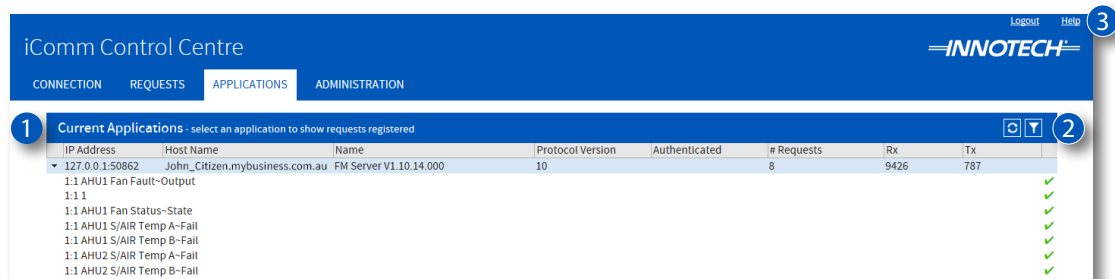 Logout Help 3
iComm Control Centre
INNOTECH
CONNECTION REQUESTS APPLICATIONS ADMINISTRATION
1 Current Applications - select an application to show requests registered 2
IP Address Host Name Name Protocol Version Authenticated # Requests Rx Tx
127.0.0.1:50862 John_Citizen.mybusiness.com.au FM Server V1.10.14.000 10 8 9426 787
1:1 AHU1 Fan Fault~Output
1:1 1
1:1 AHU1 Fan Status~State
1:1 AHU1 S/AIR Temp A~Fail
1:1 AHU1 S/AIR Temp B~Fail
1:1 AHU2 S/AIR Temp A~Fail
1:1 AHU2 S/AIR Temp B~Fail